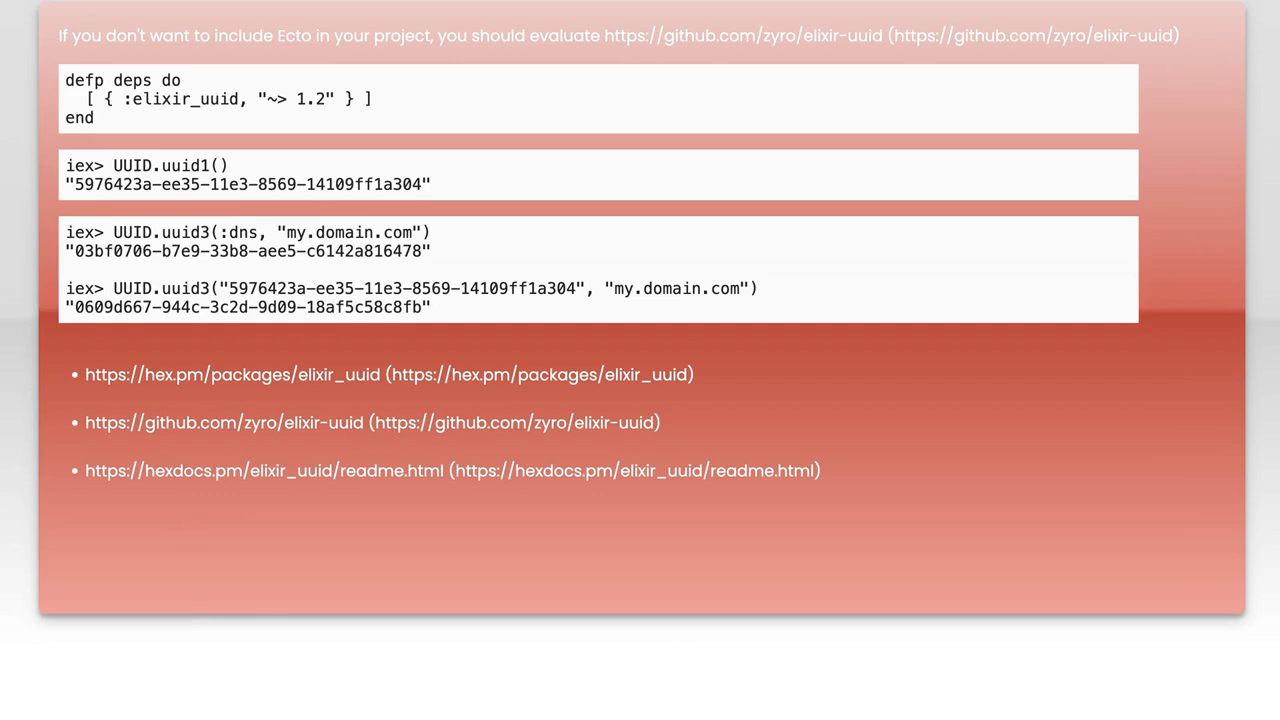 If you don't want to include Ecto in your project, you should evaluate https://github.com/zyro/elixir-uuid (https://github.com/zyro/elixir-uuid)
defp deps do
  [ { :elixir_uuid, "~> 1.2" } ]
end
iex> UUID.uuid1()
"5976423a-ee35-11e3-8569-14109ff1a304"
iex> UUID.uuid3(:dns, "my.domain.com")
"03bf0706-b7e9-33b8-aee5-c6142a816478"
iex> UUID.uuid3("5976423a-ee35-11e3-8569-14109ff1a304", "my.domain.com")
"0609d667-944c-3c2d-9d09-18af5c58c8fb"
• https://hex.pm/packages/elixir_uuid (https://hex.pm/packages/elixir_uuid)
• https://github.com/zyro/elixir-uuid (https://github.com/zyro/elixir-uuid)
• https://hexdocs.pm/elixir_uuid/readme.html (https://hexdocs.pm/elixir_uuid/readme.html)